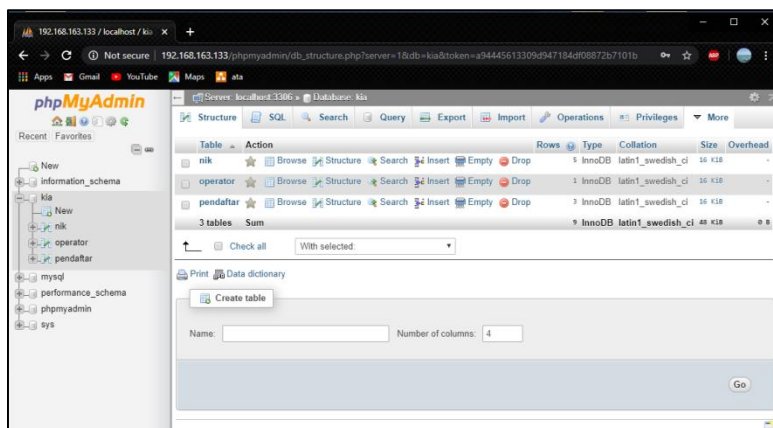 192.168.163.133 / localhost / kia
Not secure | 192.168.163.133/phpmyadmin/db_structure.php?server=1&db=kia&token=a94445613309d947184df08872b7101b
Apps Gmail YouTube Maps ata
phpMyAdmin
Recent Favorites
New
information_schema
kia
New
nik
operator
pendaftar
mysql
performance_schema
phpmyadmin
sys
Server: localhost:3306 » Database: kia
Structure SQL Search Query Export Import Operations Privileges More
Table Action Rows Type Collation Size Overhead
nik Browse Structure Search Insert Empty Drop 5 InnoDB latin1_swedish_ci 16 KiB -
operator Browse Structure Search Insert Empty Drop 1 InnoDB latin1_swedish_ci 16 KiB -
pendaftar Browse Structure Search Insert Empty Drop 3 InnoDB latin1_swedish_ci 16 KiB -
3 tables Sum 9 InnoDB latin1_swedish_ci 48 KiB 0 B
Check all With selected:
Print Data dictionary
Create table
Name: Number of columns: 4
Go